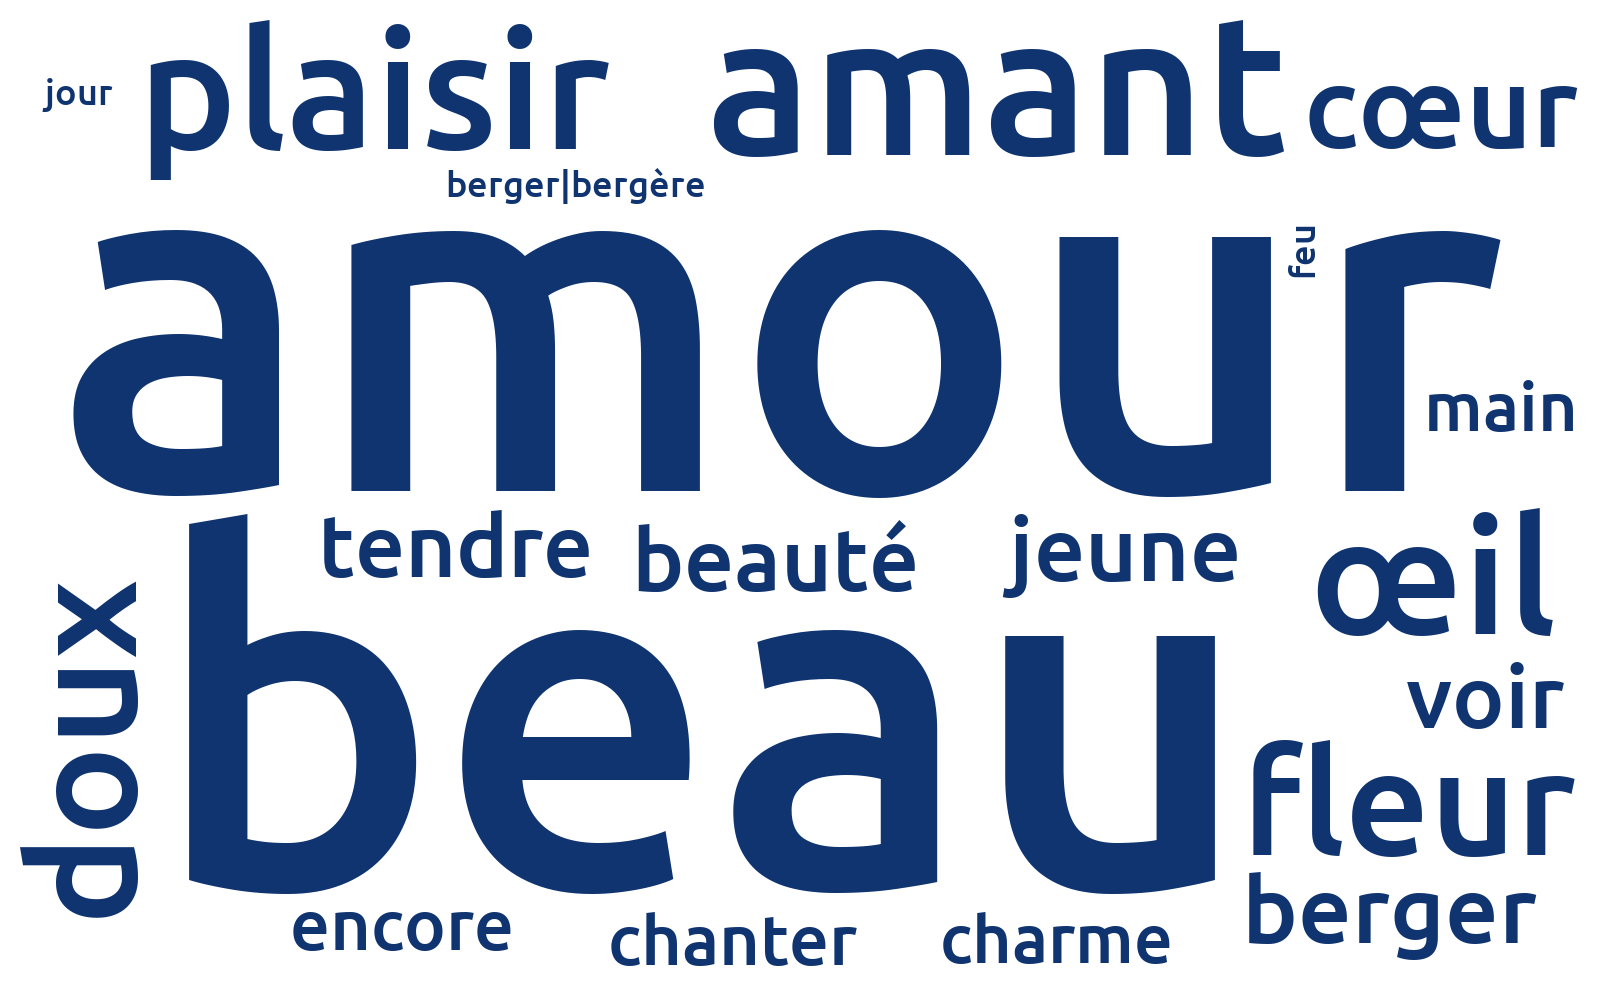 jour plaisir amant cœur
berger|bergère
amour feu
main
tendre beauté jeune œil
doux beau voir
fleur
berger
encore chanter charme